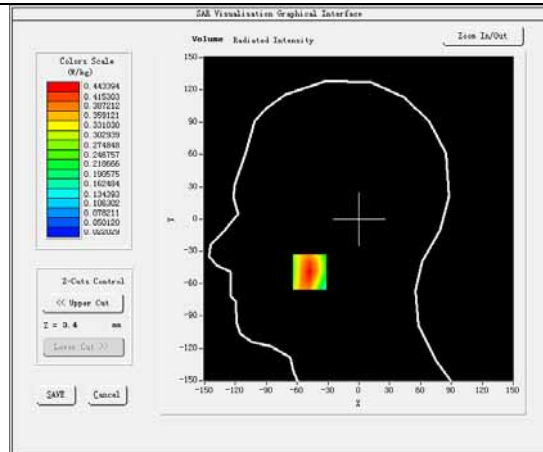 SAR Visualisation Graphical Interface
Volume Radiated Intensity
Zoom In/Out
Colors Scale
(W/kg)
0.443394
0.415303
0.387212
0.359121
0.331030
0.302939
0.274848
0.246757
0.218666
0.190575
0.162484
0.134393
0.106302
0.078211
0.050120
0.022029
Z-Cuts Control
<< Upper Cut
Z = 3.4 mm
Lower Cut >>
SAVE
Cancel
150
120
90
60
30
0
-30
-60
-90
-120
-150
Y
-150 -120 -90 -60 -30 0 30 60 90 120 150
X